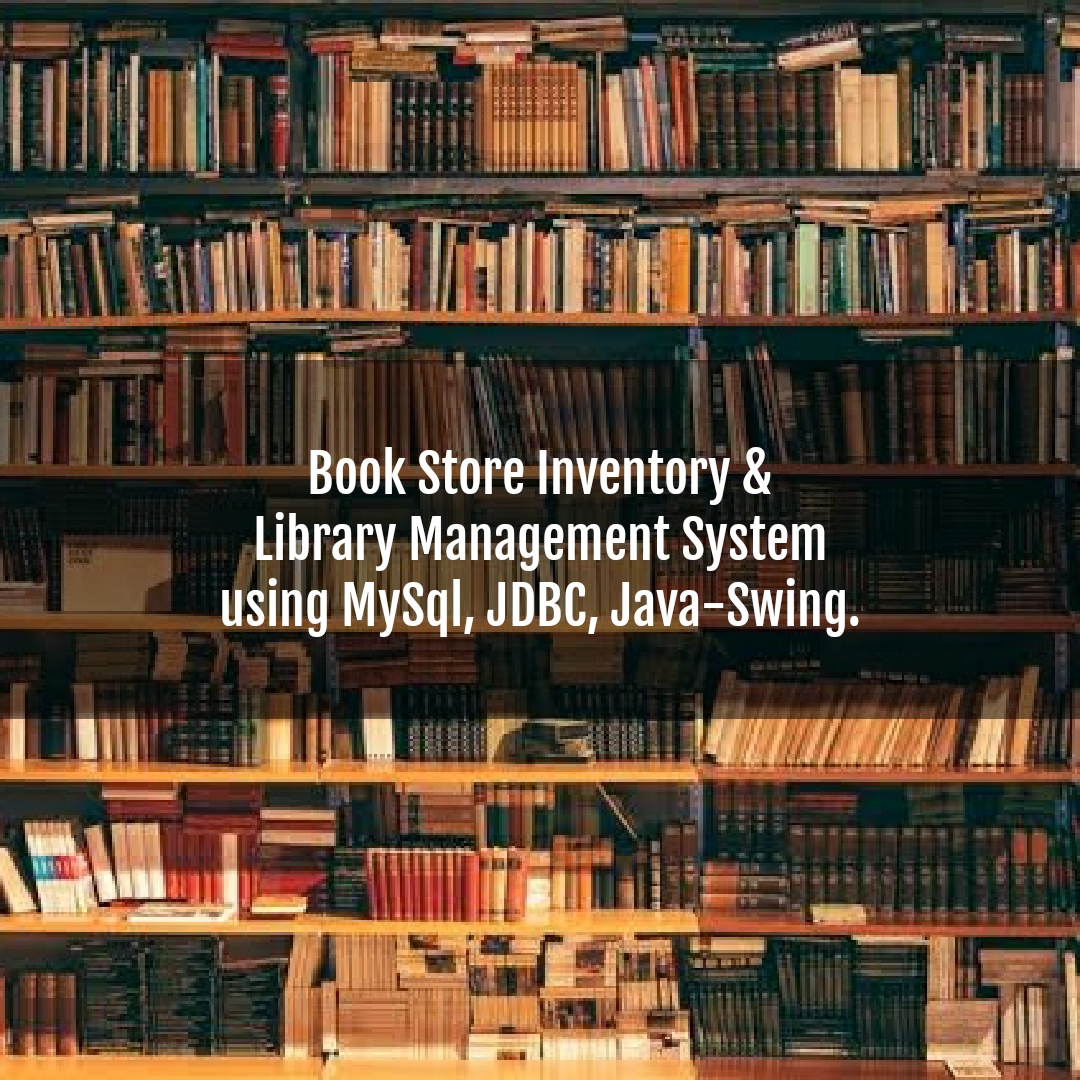 Book Store Inventory &
Library Management System
using MySql, JDBC, Java-Swing.